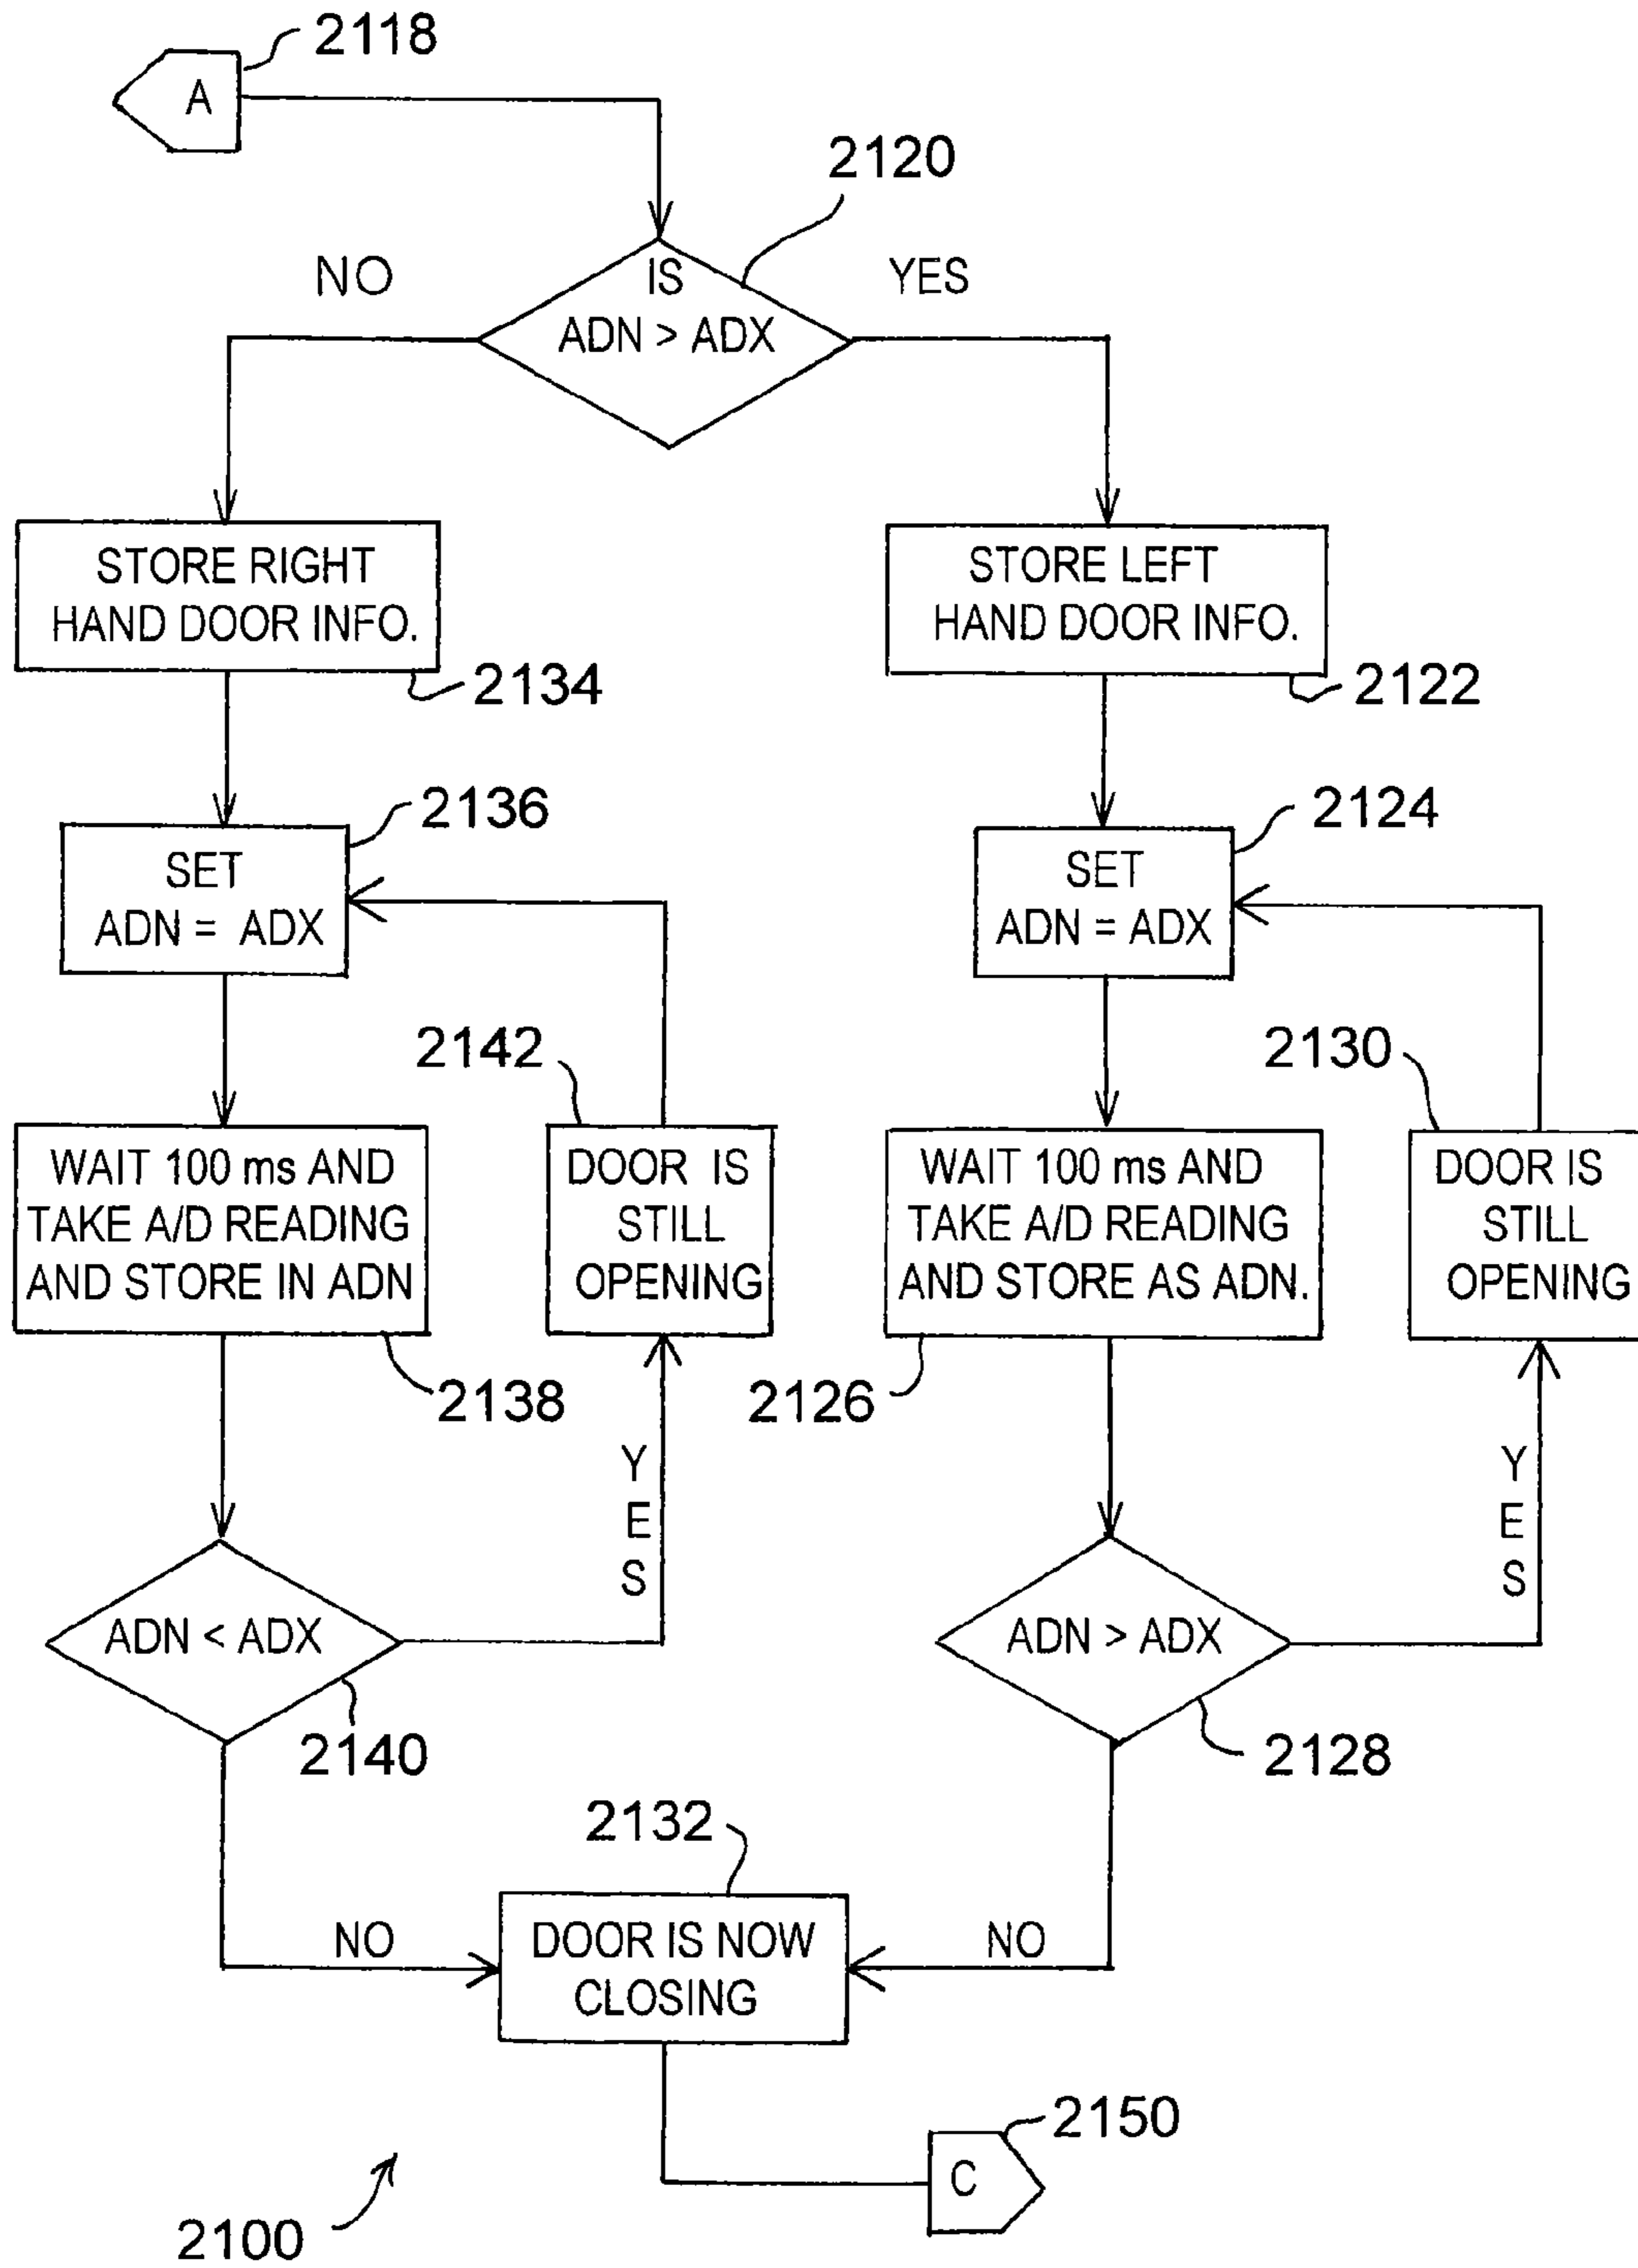 2118
A
2120
NO
IS
YES
ADN > ADX
STORE RIGHT
HAND DOOR INFO.
STORE LEFT
HAND DOOR INFO.
2134
2122
2136
2124
SET
ADN = ADX
SET
ADN = ADX
2142
2130
WAIT 100 ms AND
TAKE A/D READING
AND STORE IN ADN
DOOR IS
STILL
OPENING
WAIT 100 ms AND
TAKE A/D READING
AND STORE AS ADN.
DOOR IS
STILL
OPENING
2138
2126
Y
E
S
Y
E
S
ADN < ADX
ADN > ADX
2140
2128
2132
NO
DOOR IS NOW
CLOSING
NO
2150
C
2100